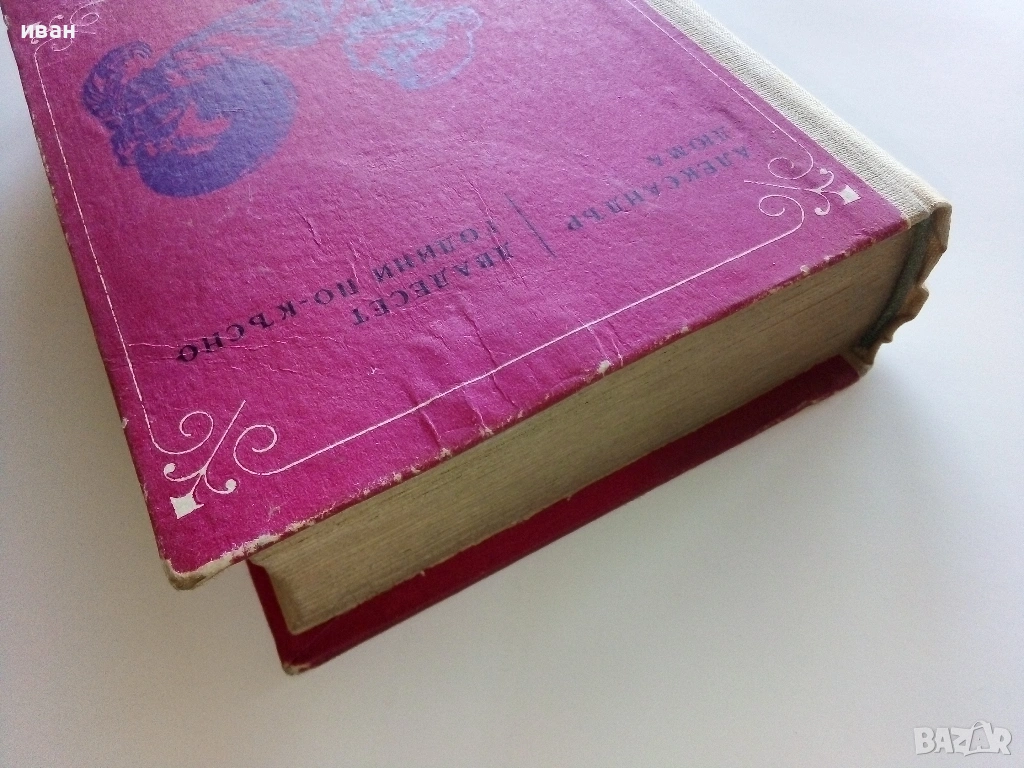 иван
АЛЕКСАНДЪР
ДЮМА
ДВАДЕСЕТ
ГОДИНИ ПО-КЪСНО
BAZAR